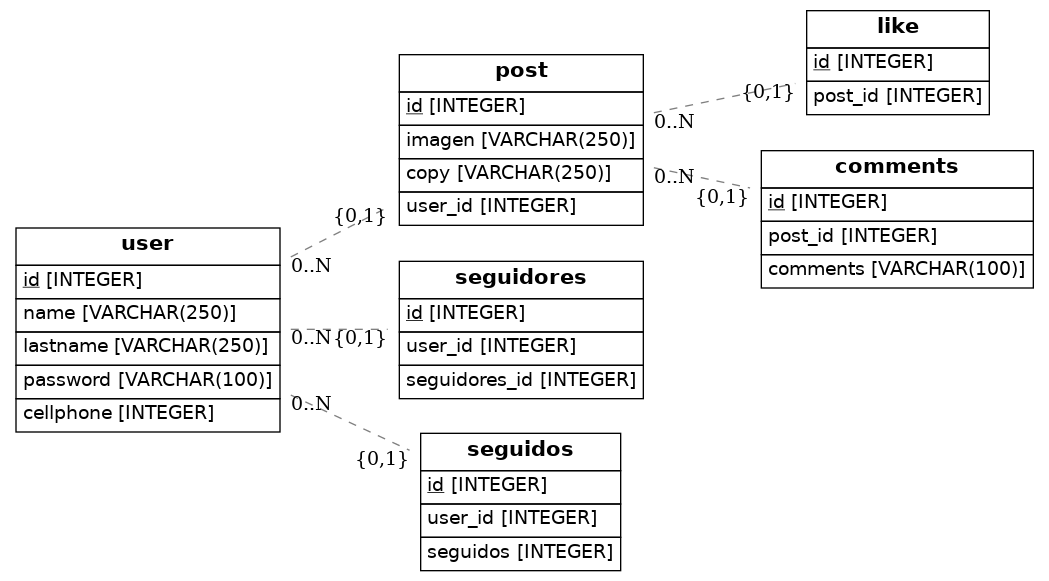 like
id [INTEGER]
post_id [INTEGER]
post
id [INTEGER]
imagen [VARCHAR(250)]
copy [VARCHAR(250)]
user_id [INTEGER]
{0,1}
0..N
0..N
{0,1}
comments
id [INTEGER]
post_id [INTEGER]
comments [VARCHAR(100)]
user
id [INTEGER]
name [VARCHAR(250)]
lastname [VARCHAR(250)]
password [VARCHAR(100)]
cellphone [INTEGER]
{0,1}
0..N
0..N
{0,1}
0..N
{0,1}
seguidores
id [INTEGER]
user_id [INTEGER]
seguidores_id [INTEGER]
seguidos
id [INTEGER]
user_id [INTEGER]
seguidos [INTEGER]